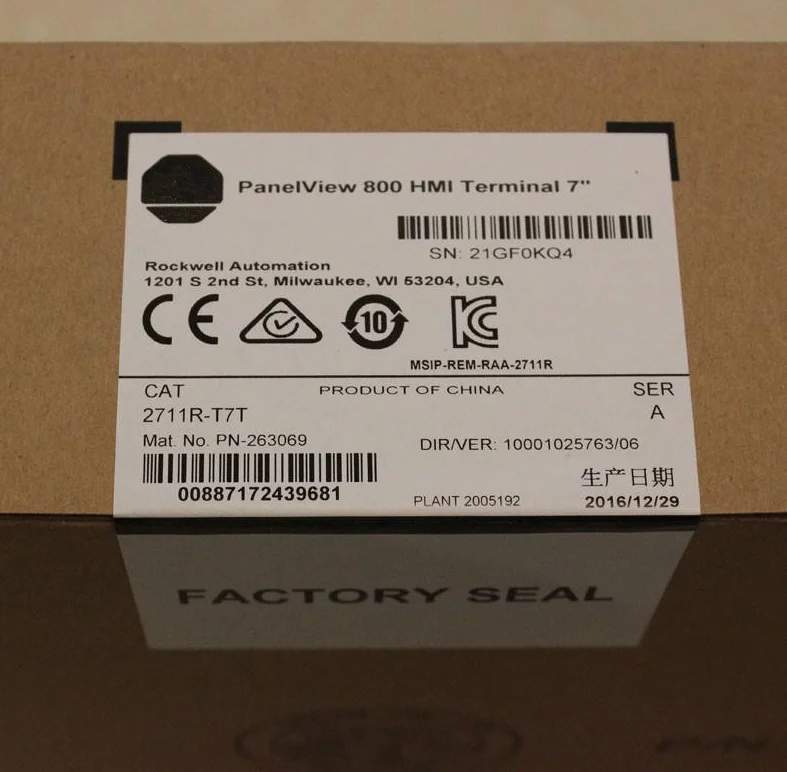 PanelView 800 HMI Terminal 7"
SN: 21GF0KQ4
Rockwell Automation
1201 S 2nd St, Milwaukee, WI 53204, USA
CE 10 KC
MSIP-REM-RAA-2711R
CAT PRODUCT OF CHINA SER
2711R-T7T A
Mat. No. PN-263069 DIR/VER: 10001025763/06
00887172439681 生产日期
PLANT 2005192 2016/12/29
FACTORY SEAL